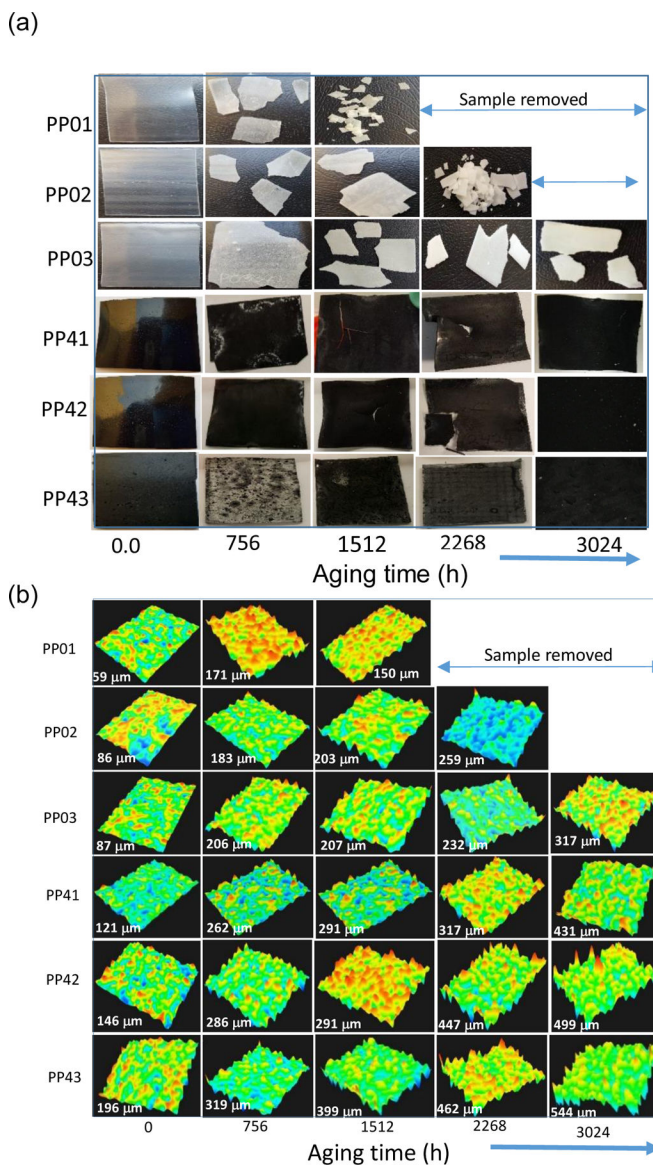 (a)
Sample removed
PP01
PP02
PP03
PP41
PP42
PP43
0.0 756 1512 2268 3024
Aging time (h)
(b)
PP01
59 μm 171 μm 150 μm
Sample removed
PP02
86 μm 183 μm 203 μm 259 μm
PP03
87 μm 206 μm 207 μm 232 μm 317 μm
PP41
121 μm 262 μm 291 μm 317 μm 431 μm
PP42
146 μm 286 μm 291 μm 447 μm 499 μm
PP43
196 μm 319 μm 399 μm 462 μm 544 μm
0 756 1512 2268 3024
Aging time (h)